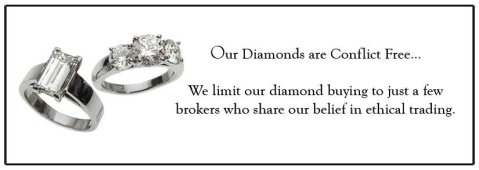 Our Diamonds are Conflict Free...
We limit our diamond buying to just a few
brokers who share our belief in ethical trading.